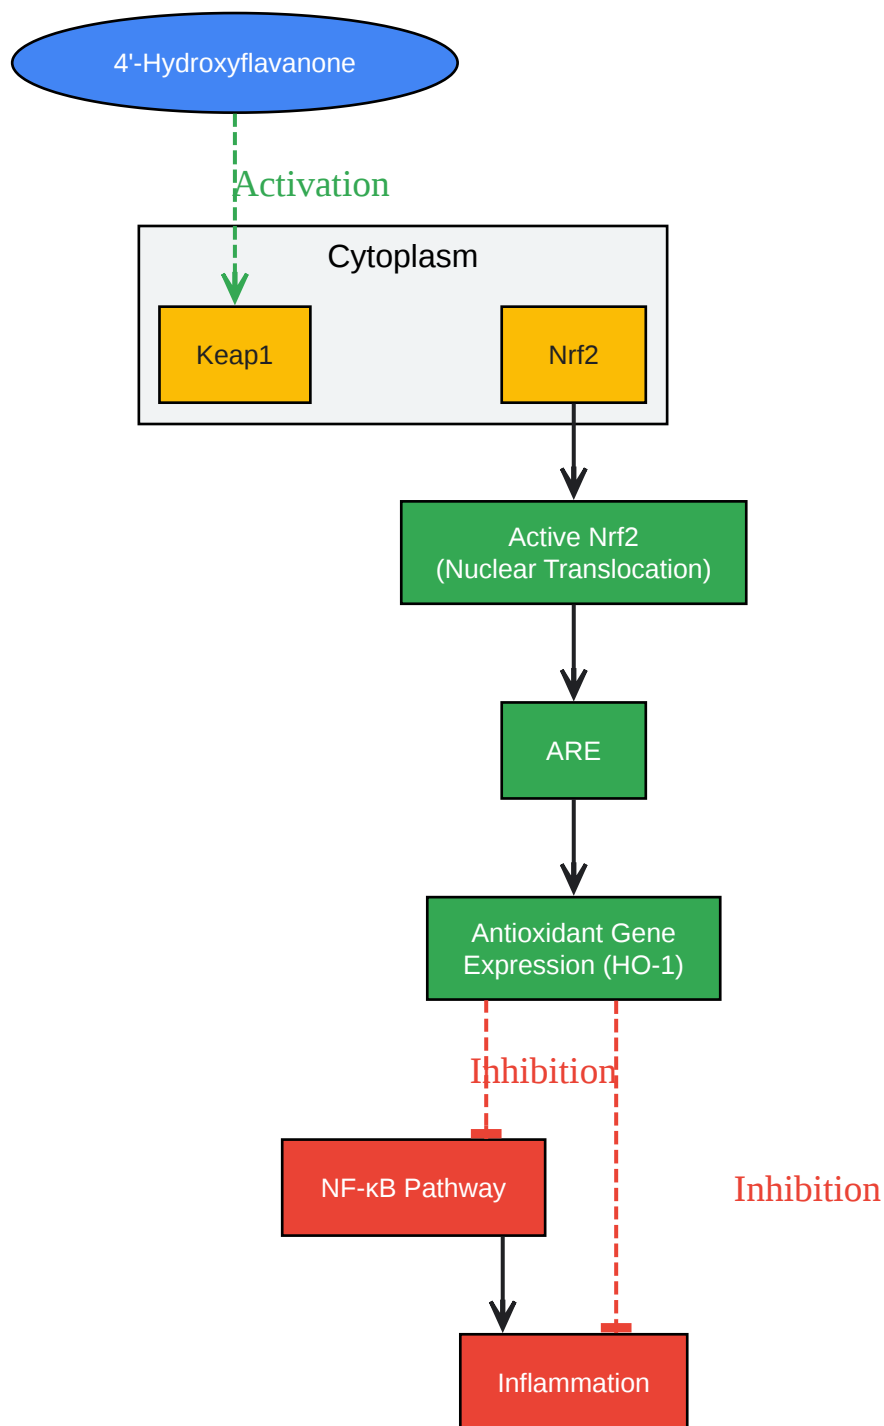 4'-Hydroxyflavanone
Activation
Cytoplasm
Keap1
Nrf2
Active Nrf2
(Nuclear Translocation)
ARE
Antioxidant Gene
Expression (HO-1)
Inhibition
NF-κB Pathway
Inhibition
Inflammation